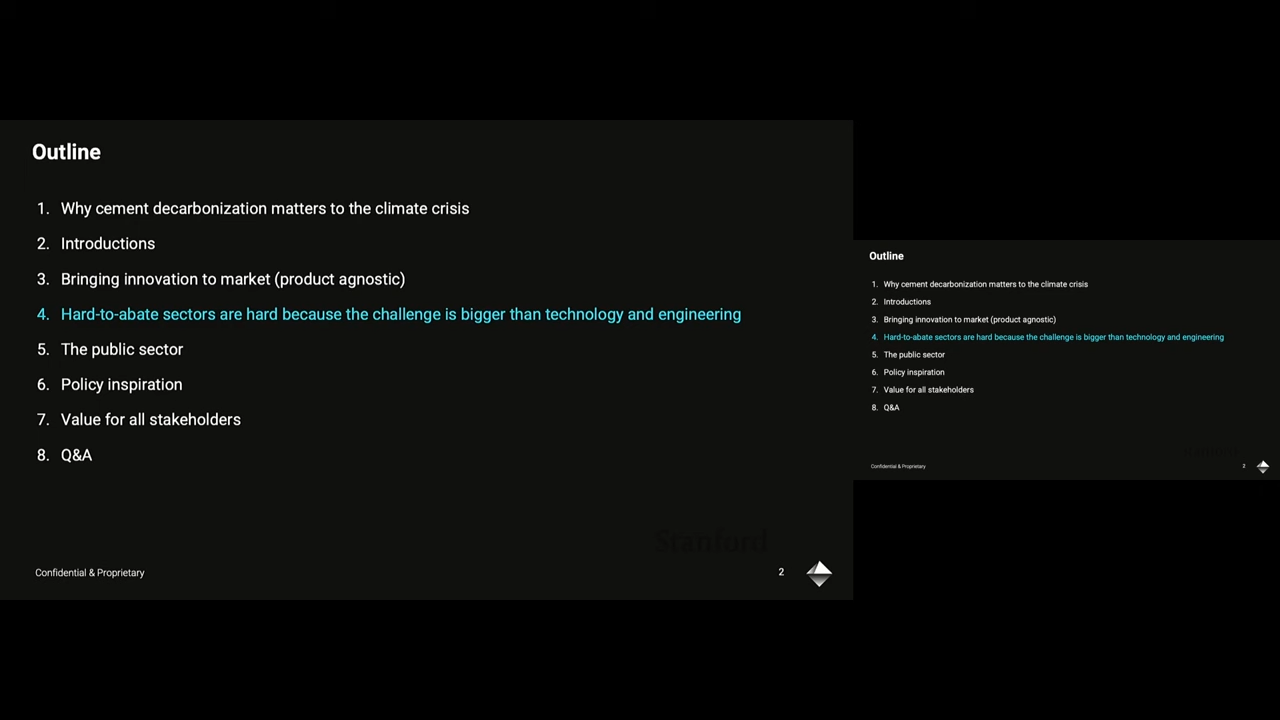 Outline
1. Why cement decarbonization matters to the climate crisis
2. Introductions
3. Bringing innovation to market (product agnostic)
4. Hard-to-abate sectors are hard because the challenge is bigger than technology and engineering
5. The public sector
6. Policy inspiration
7. Value for all stakeholders
8. Q&A
Stanford
Confidential & Proprietary
2
Outline
1. Why cement decarbonization matters to the climate crisis
2. Introductions
3. Bringing innovation to market (product agnostic)
4. Hard-to-abate sectors are hard because the challenge is bigger than technology and engineering
5. The public sector
6. Policy inspiration
7. Value for all stakeholders
8. Q&A
Confidential & Proprietary
2